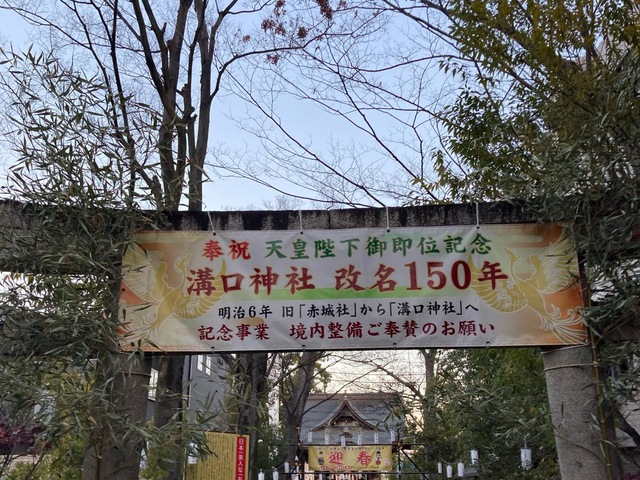 奉祝 天皇陛下御即位記念
溝口神社 改名150年
明治6年 旧「赤城社」から「溝口神社」へ
記念事業 境内整備ご奉賛のお願い
迎春